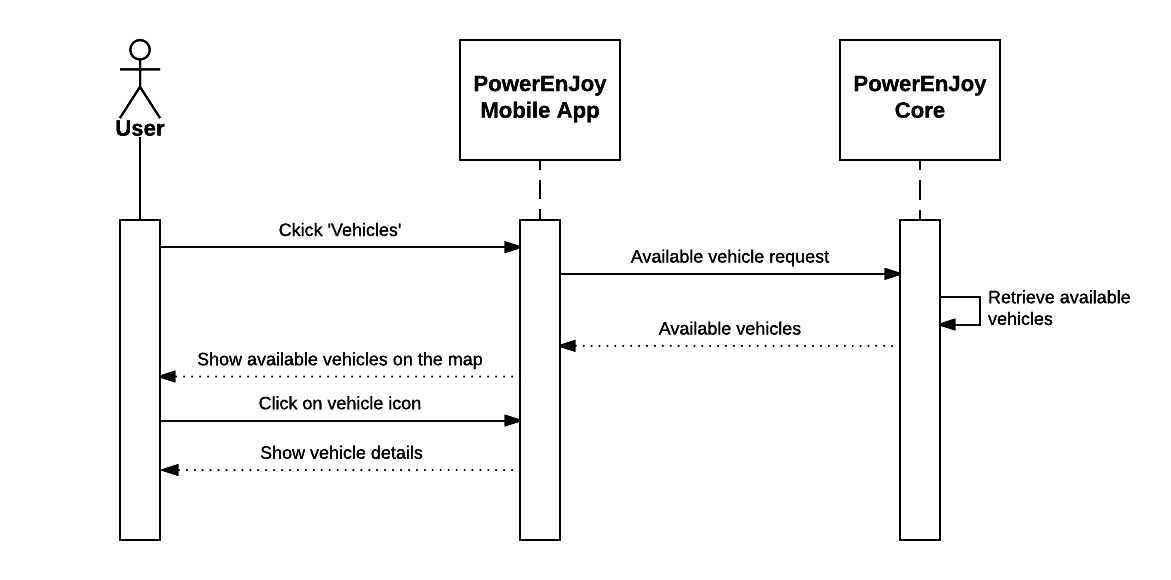 User
PowerEnJoy
Mobile App
PowerEnJoy
Core
Ckick 'Vehicles'
Available vehicle request
Retrieve available
vehicles
Available vehicles
Show available vehicles on the map
Click on vehicle icon
Show vehicle details